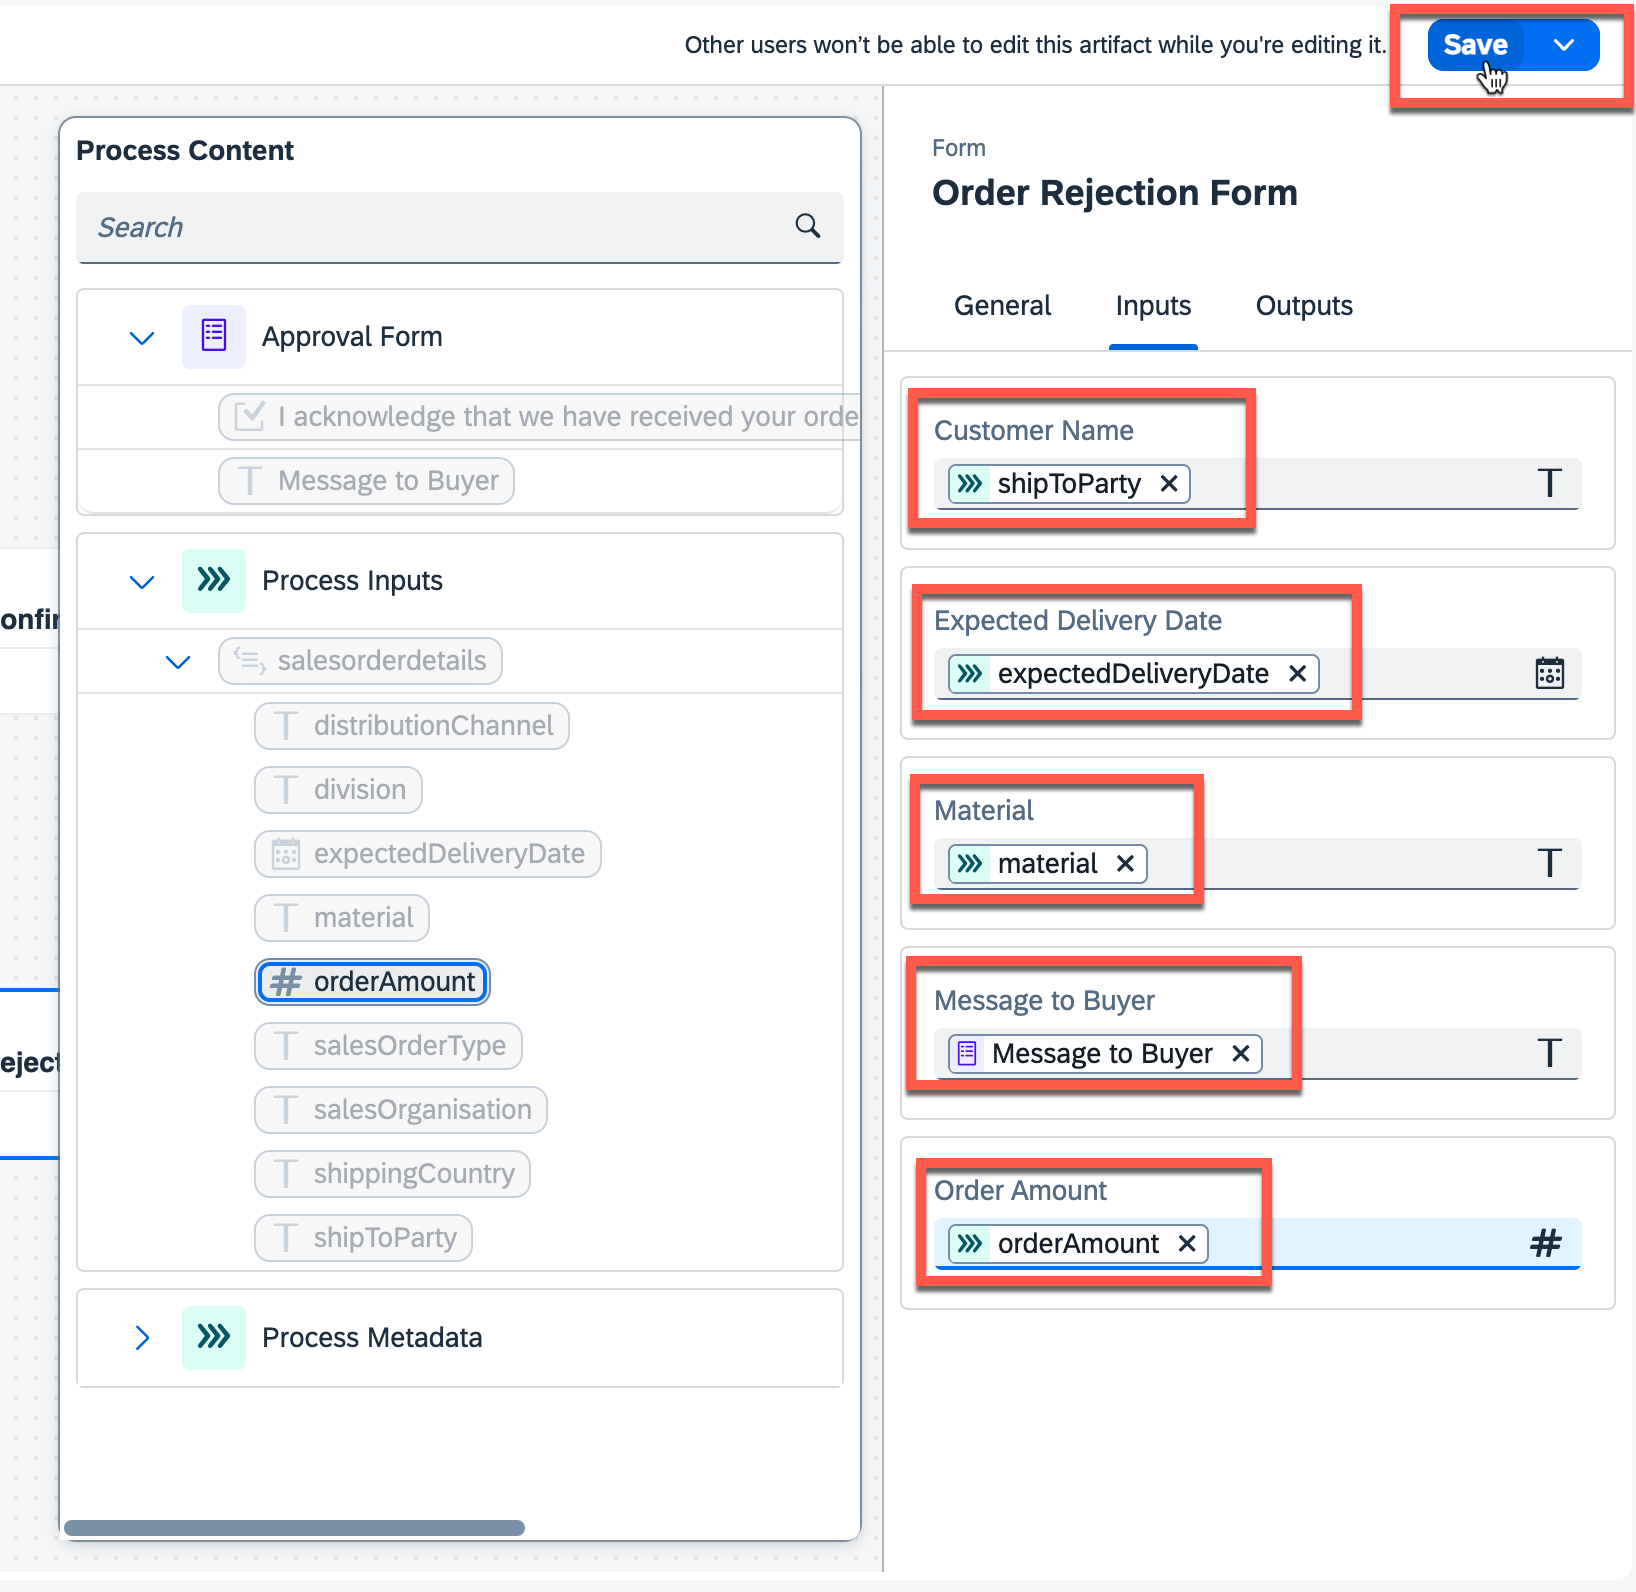 Other users won't be able to edit this artifact while you're editing it.
Save
Process Content
Search
Approval Form
I acknowledge that we have received your orde
Message to Buyer
Process Inputs
salesorderdetails
distributionChannel
division
expectedDeliveryDate
material
orderAmount
salesOrderType
salesOrganisation
shippingCountry
shipToParty
Process Metadata
onfir
eject
Form
Order Rejection Form
General Inputs Outputs
Customer Name
shipToParty
Expected Delivery Date
expectedDeliveryDate
Material
material
Message to Buyer
Message to Buyer
Order Amount
orderAmount